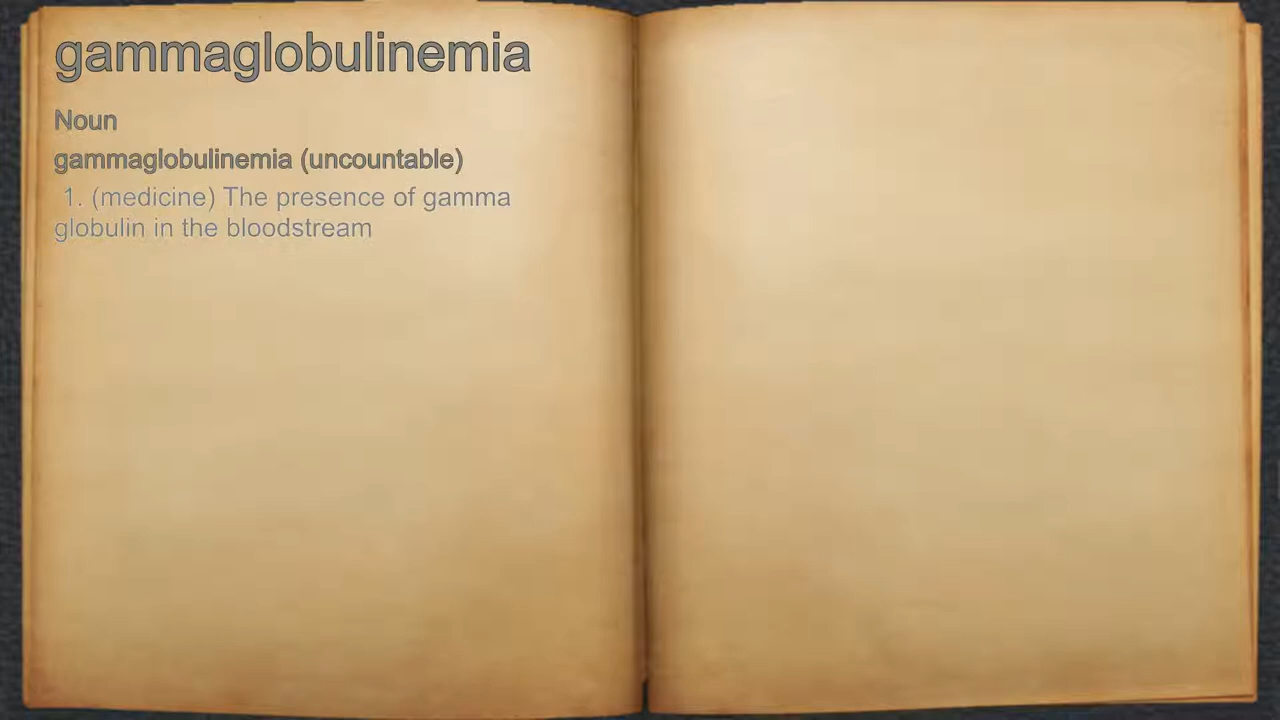 gammaglobulinemia
Noun
gammaglobulinemia (uncountable)
1. (medicine) The presence of gamma
globulin in the bloodstream